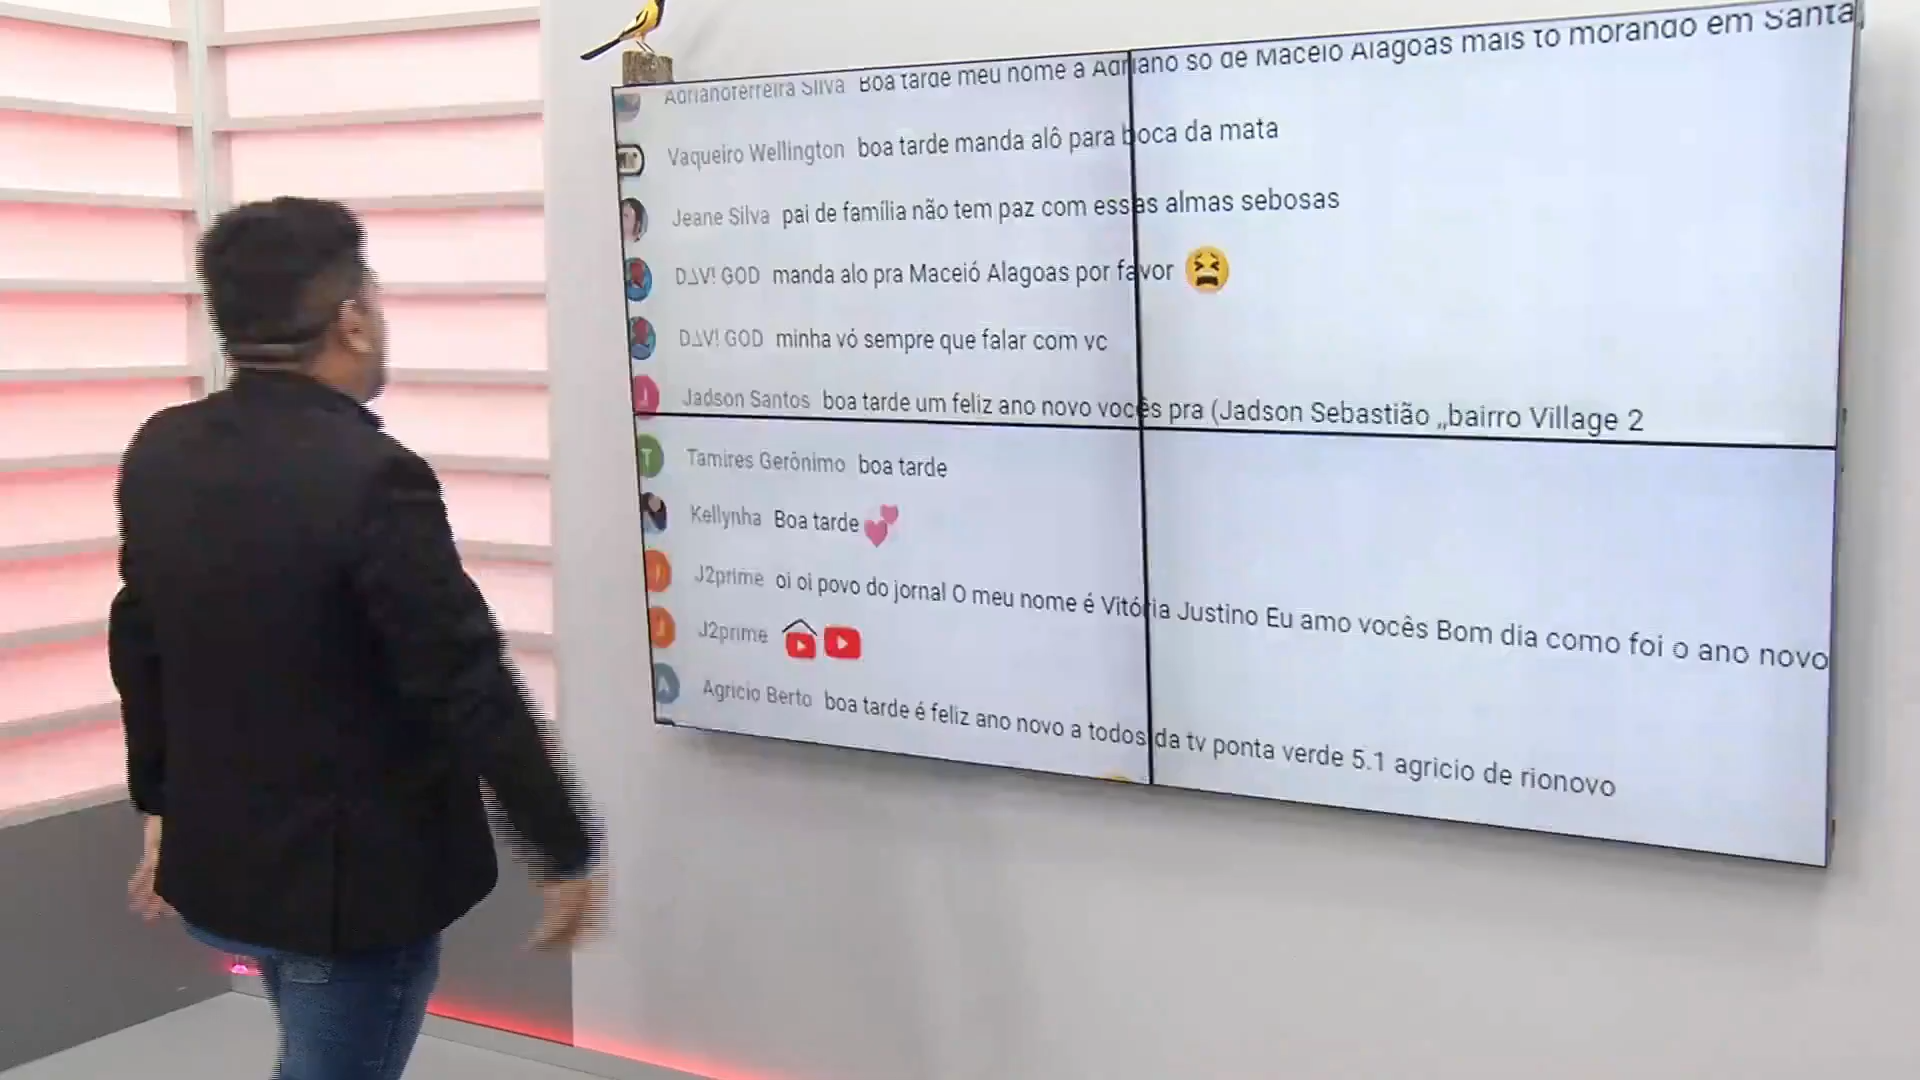 Adrianoferreira Silva Boa tarde meu nome a Adriano so de Maceio Alagoas mais to morando em Santa
Vaqueiro Wellington boa tarde manda alô para boca da mata
Jeane Silva pai de família não tem paz com essas almas sebosas
D∆V! GOD manda alo pra Maceió Alagoas por favor
D∆V! GOD minha vó sempre que falar com vc
J Jadson Santos boa tarde um feliz ano novo vocês pra (Jadson Sebastião ,,bairro Village 2
T Tamires Gerônimo boa tarde
Kellynha Boa tarde
J J2prime oi oi povo do jornal O meu nome é Vitória Justino Eu amo vocês Bom dia como foi o ano novo
J J2prime
A Agricio Berto boa tarde é feliz ano novo a todos da tv ponta verde 5.1 agricio de rionovo